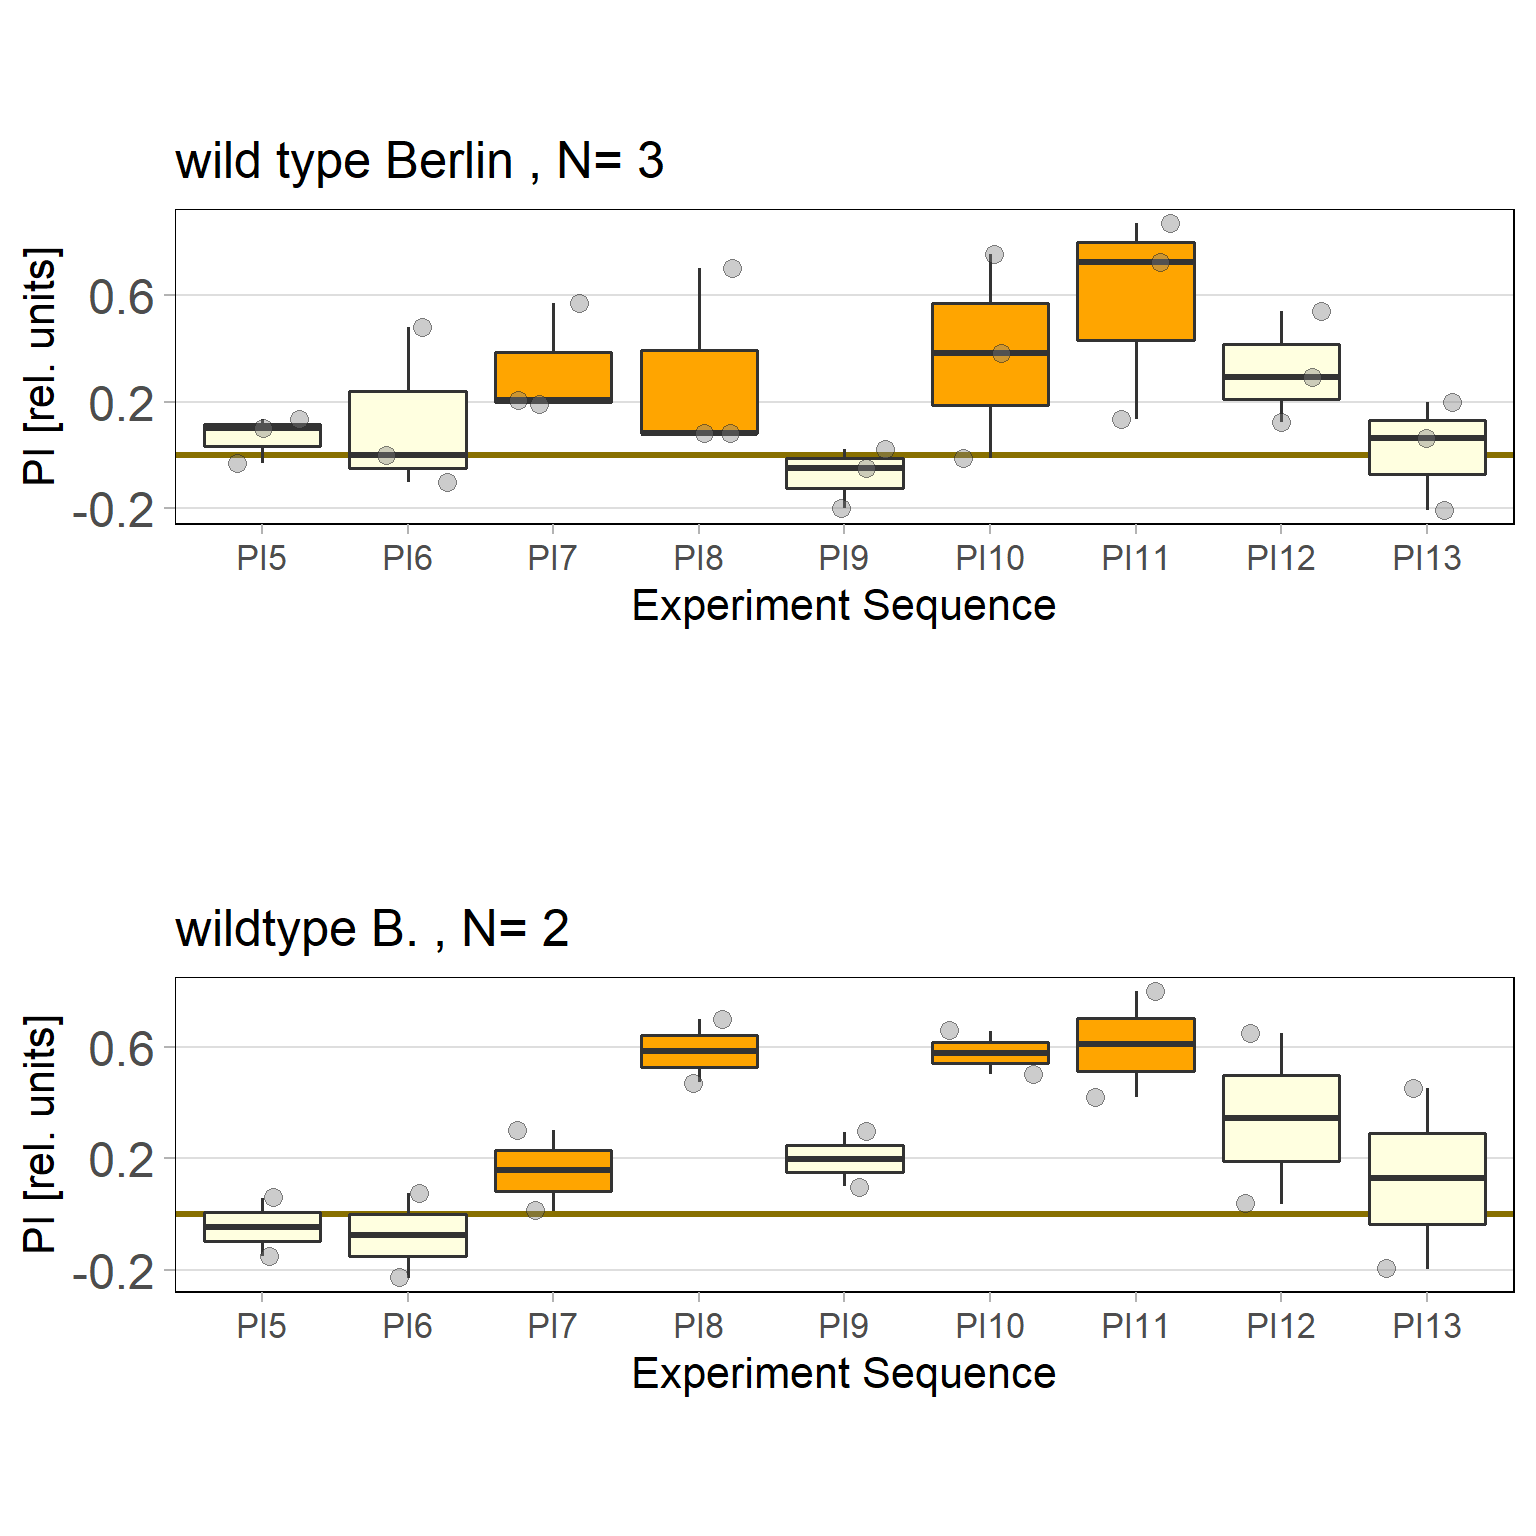 wild type Berlin , N= 3
PI [rel. units]
0.6
0.2
-0.2
PI5 PI6 PI7 PI8 PI9 PI10 PI11 PI12 PI13
Experiment Sequence
wildtype B. , N= 2
PI [rel. units]
0.6
0.2
-0.2
PI5 PI6 PI7 PI8 PI9 PI10 PI11 PI12 PI13
Experiment Sequence